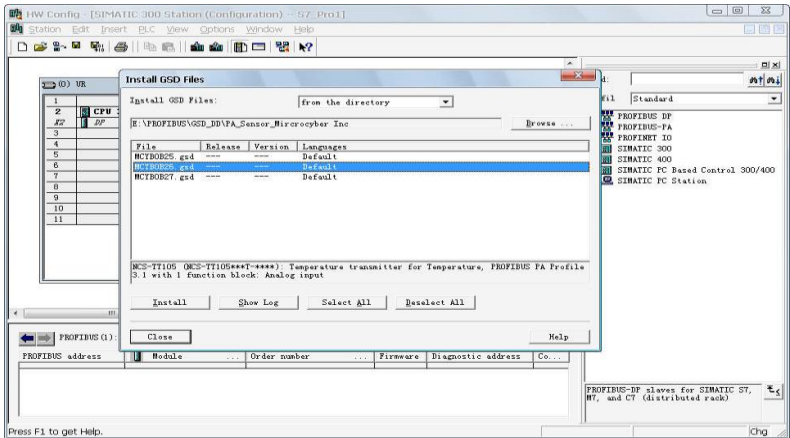 HW Config - [SIMATIC 300 Station (Configuration) -- S7_Pro1]
Station Edit Insert PLC View Options Window Help
(0) UR
1
2 CPU
X2 DP
3
4
5
6
7
8
9
10
11
Install GSD Files
Install GSD Files: from the directory
E:\PROFIBUS\GSD_DD\PA_Sensor_Mircrocyber Inc Browse ...
File Release Version Languages
MCYB0B25.gsd --- --- Default
MCYB0B26.gsd --- --- Default
MCYB0B27.gsd --- --- Default
NCS-TT105 (NCS-TT105***T-****): Temperature transmitter for Temperature, PROFIBUS PA Profile
3.1 with 1 function block: Analog input
Install Show Log Select All Deselect All
Close Help
d:
fil Standard
PROFIBUS DP
PROFIBUS-PA
PROFINET IO
SIMATIC 300
SIMATIC 400
SIMATIC PC Based Control 300/400
SIMATIC PC Station
PROFIBUS(1):
PROFIBUS address Module ... Order number ... Firmware Diagnostic address Co...
PROFIBUS-DP slaves for SIMATIC S7,
M7, and C7 (distributed rack)
Press F1 to get Help. Chg